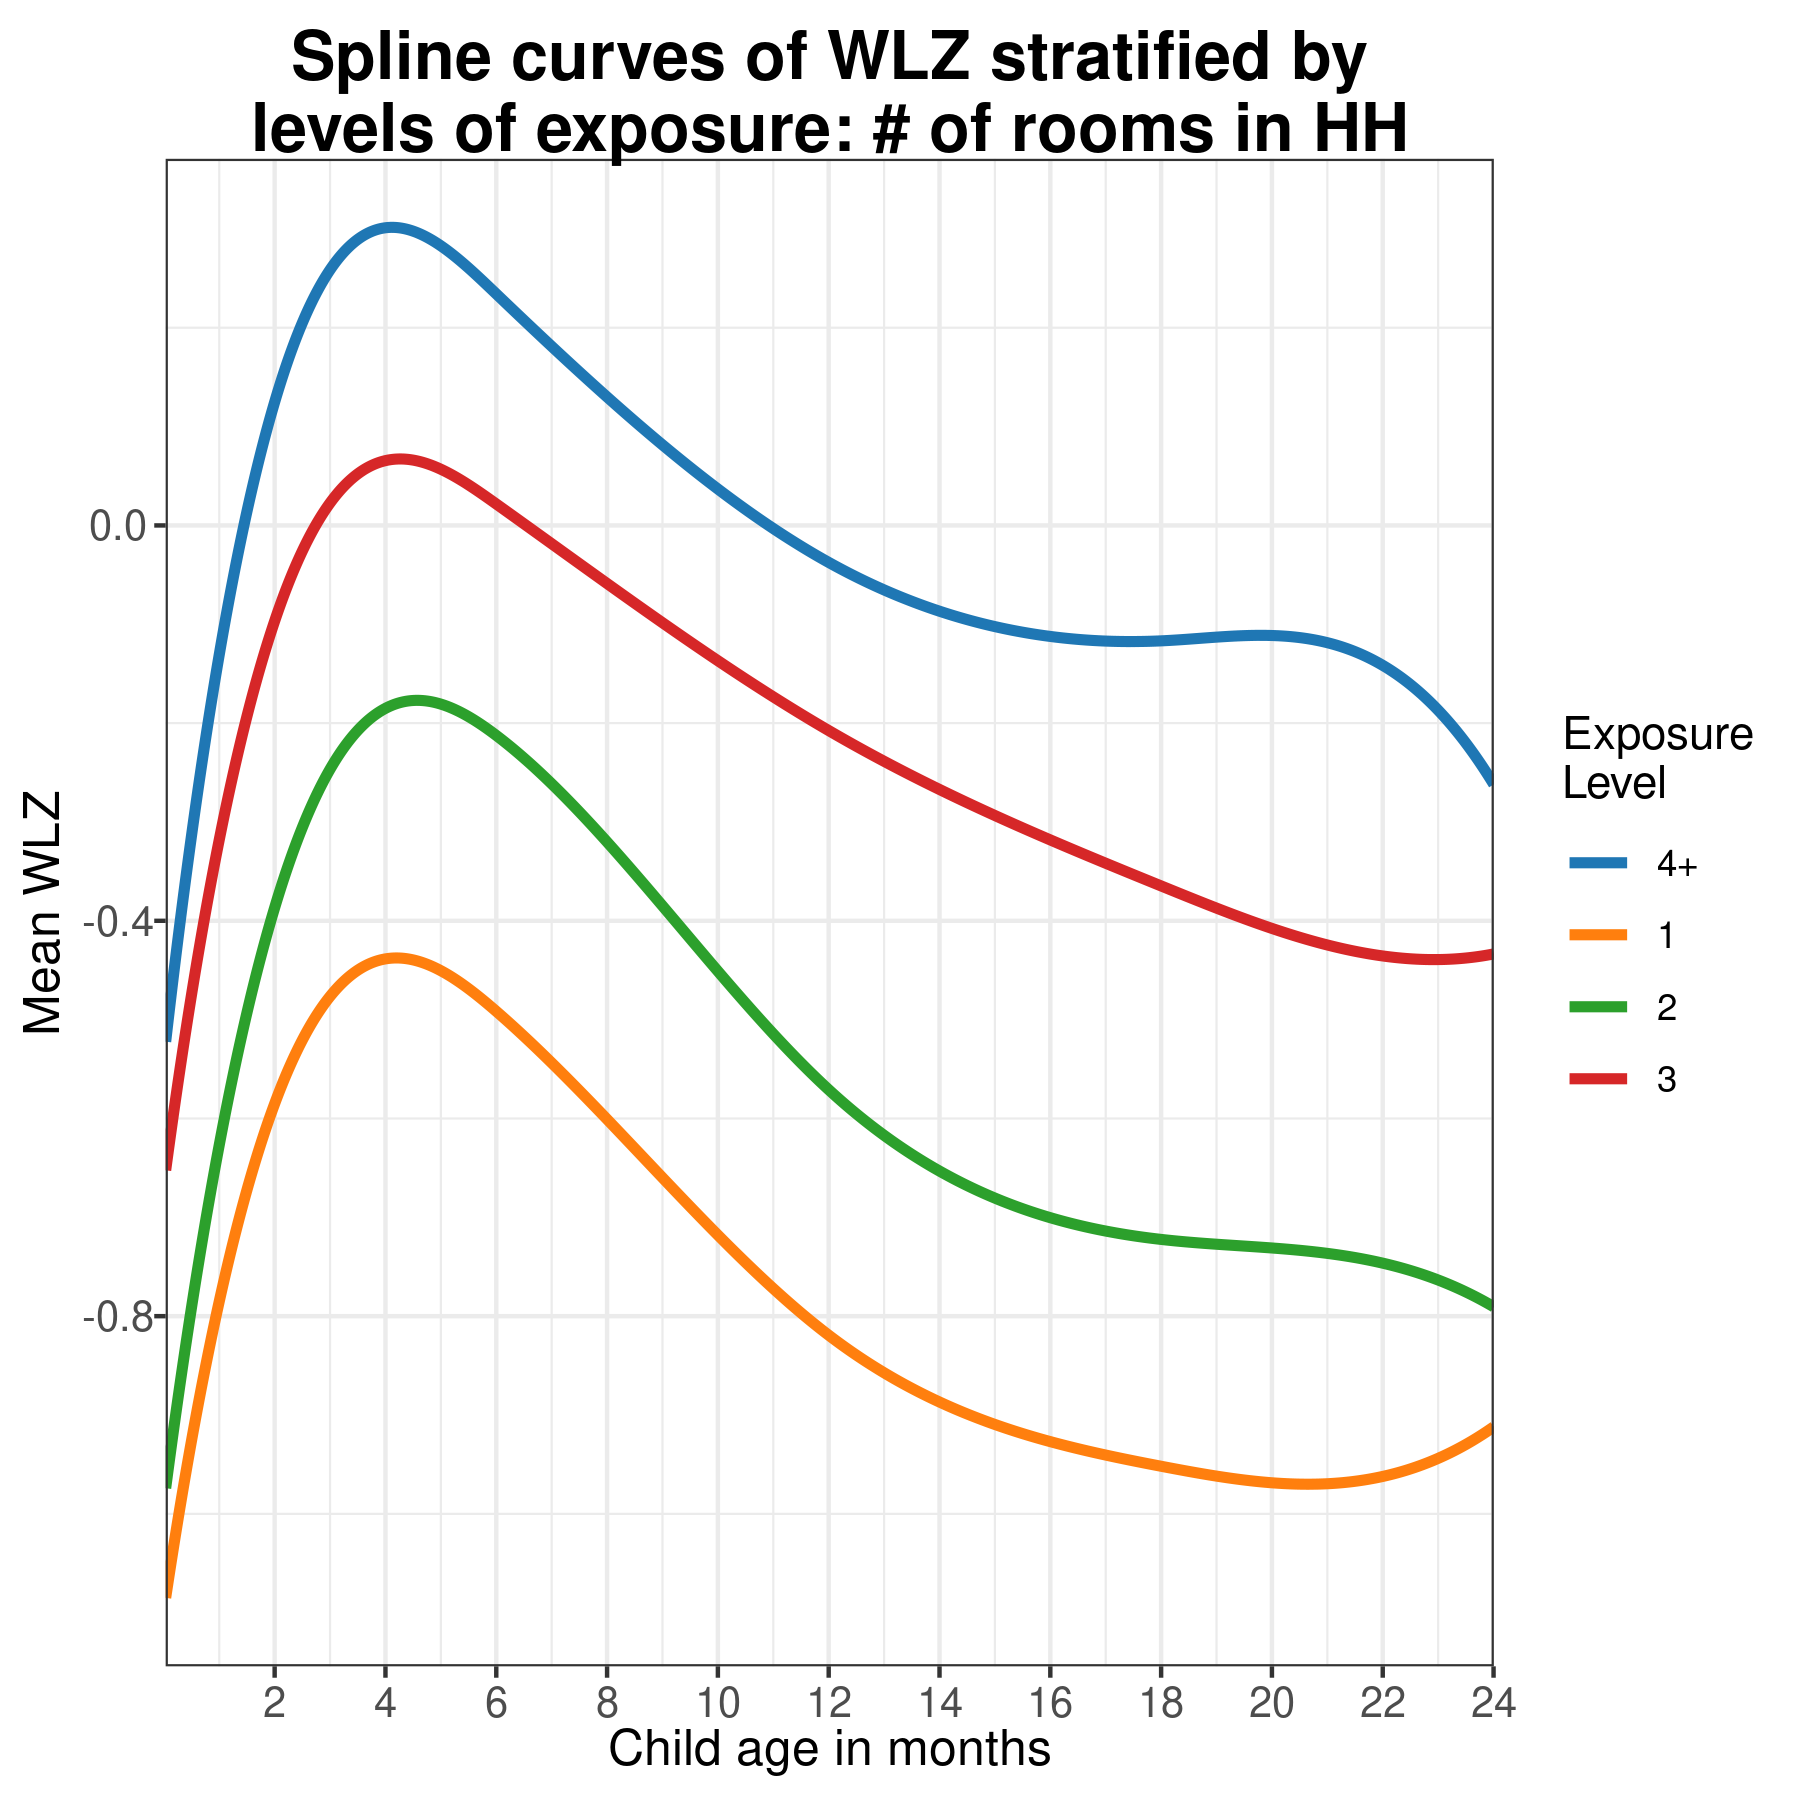 Spline curves of WLZ stratified by
levels of exposure: # of rooms in HH
Mean WLZ
0.0
-0.4
-0.8
2 4 6 8 10 12 14 16 18 20 22 24
Child age in months
Exposure
Level
4+
1
2
3